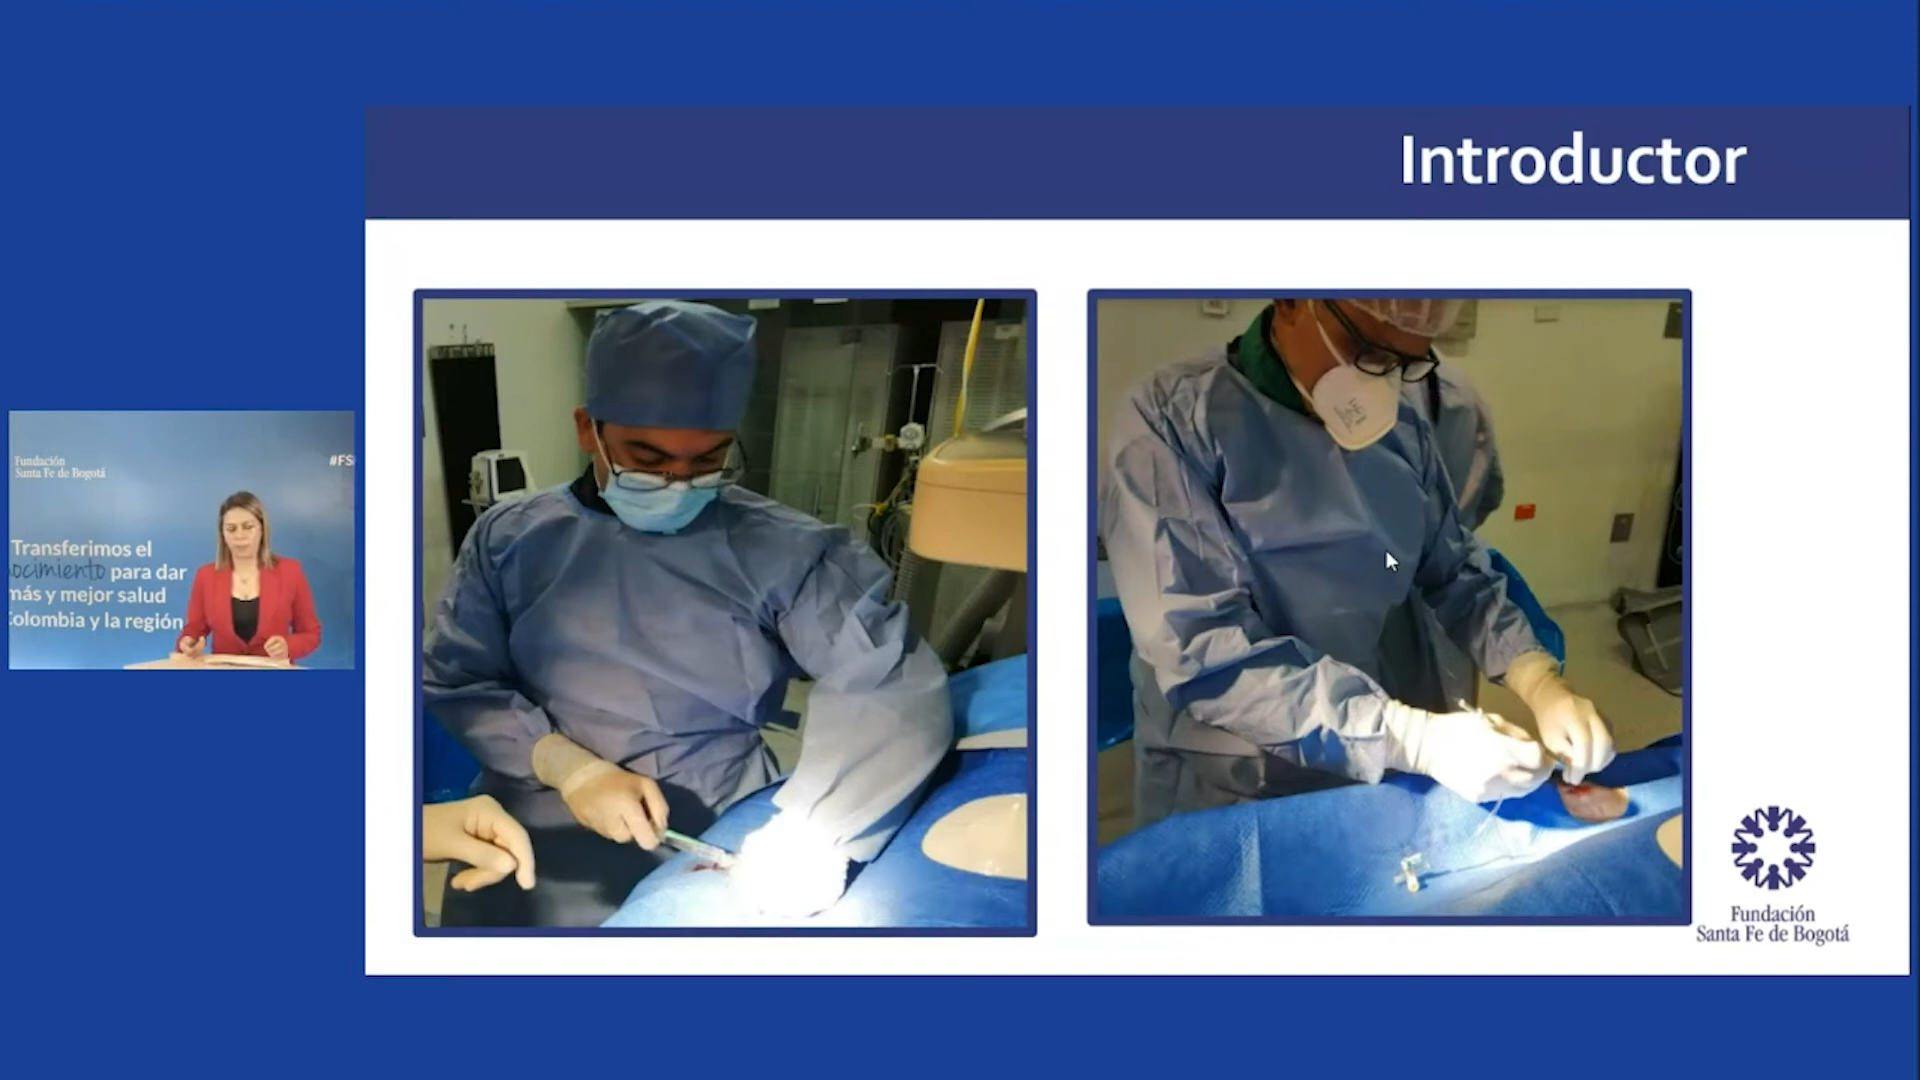 Introductor
Fundación
Santa Fe de Bogotá
#FS
Transferimos el
ocimiento para dar
más y mejor salud
Colombia y la región
Fundación
Santa Fe de Bogotá